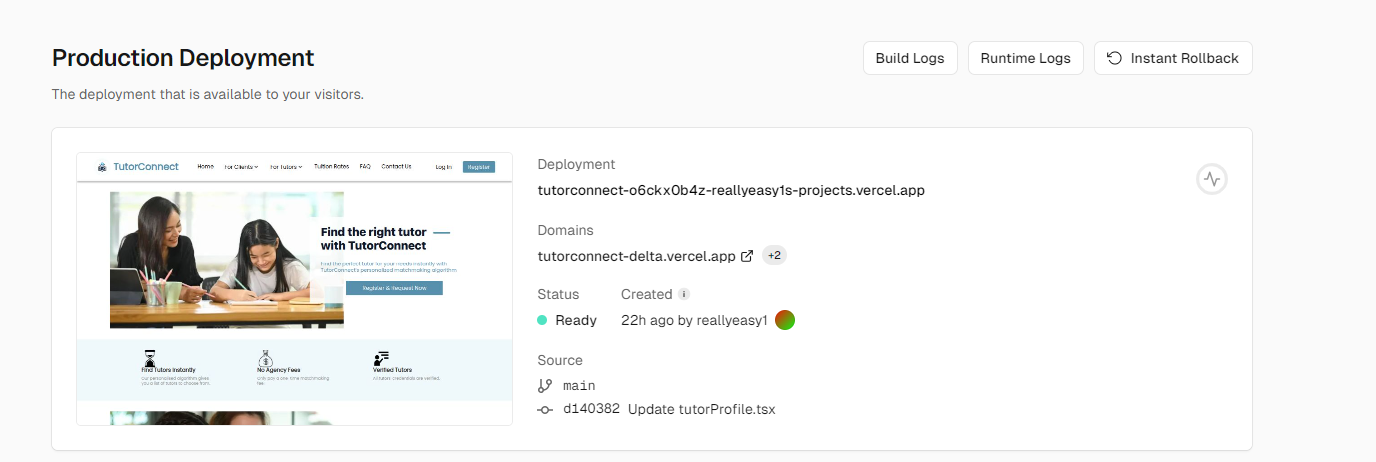 Production Deployment
Build Logs
Runtime Logs
Instant Rollback
The deployment that is available to your visitors.
TutorConnect
Home
For Clients
For Tutors
Tuition Rates
FAQ
Contact Us
Log In
Register
Find the right tutor
with TutorConnect
Find the perfect tutor for your needs instantly with
TutorConnect's personalized matchmaking algorithm
Register & Request Now
Find Tutors Instantly
Our personalised algorithm gives
you a list of tutors to choose from.
No Agency Fees
Only pay a one-time matchmaking
fee
Verified Tutors
All tutors' credentials are verified.
Deployment
tutorconnect-o6ckx0b4z-reallyeasy1s-projects.vercel.app
Domains
tutorconnect-delta.vercel.app
+2
Status
Created
Ready
22h ago by reallyeasy1
Source
main
d140382 Update tutorProfile.tsx